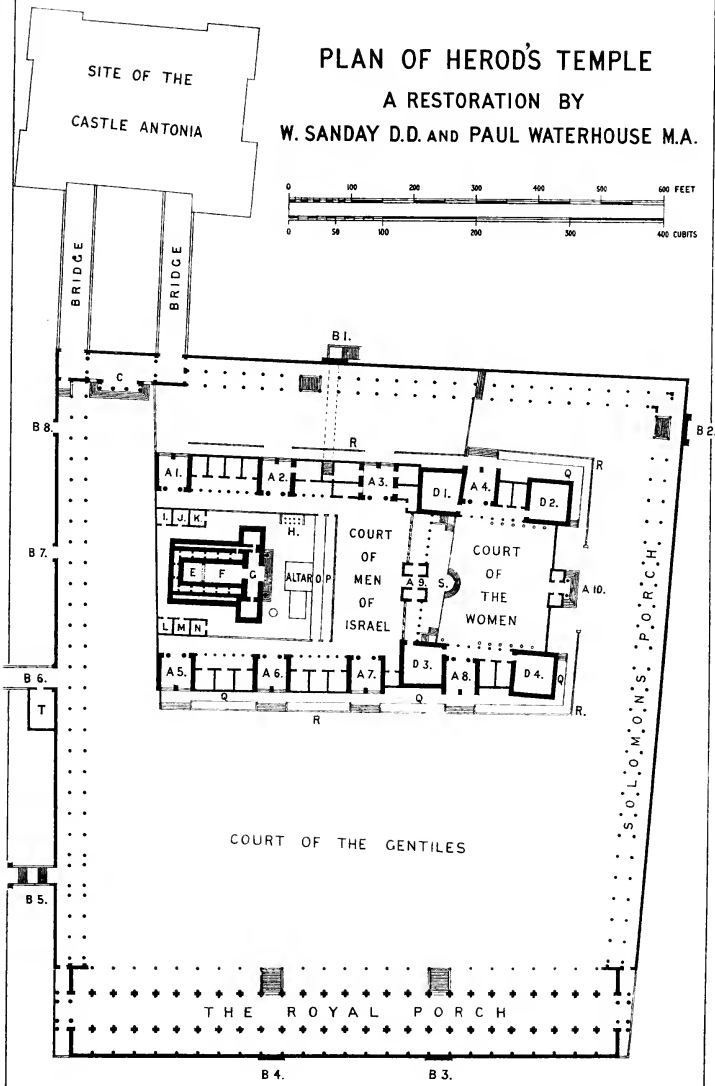 SITE OF THE
CASTLE ANTONIA
PLAN OF HEROD'S TEMPLE
A RESTORATION BY
W. SANDAY D.D. AND PAUL WATERHOUSE M.A.
0 100 200 300 400 500 600 FEET
0 50 100 200 300 400 CUBITS
BRIDGE
BRIDGE
B 1.
C
B 8.
B 2.
R
R
A 1.
A 2.
A 3.
D 1.
A 4.
Q
D 2.
I. J. K.
H.
B 7.
COURT
OF
MEN
OF
ISRAEL
COURT
OF
THE
WOMEN
E F G
ALTAR O P
A 9.
S.
A 10.
L M N
SOLOMON'S PORCH
B 6.
T
A 5.
A 6.
A 7.
D 3.
A 8.
D 4.
Q
Q
Q
R
R.
COURT OF THE GENTILES
B 5.
THE ROYAL PORCH
B 4.
B 3.